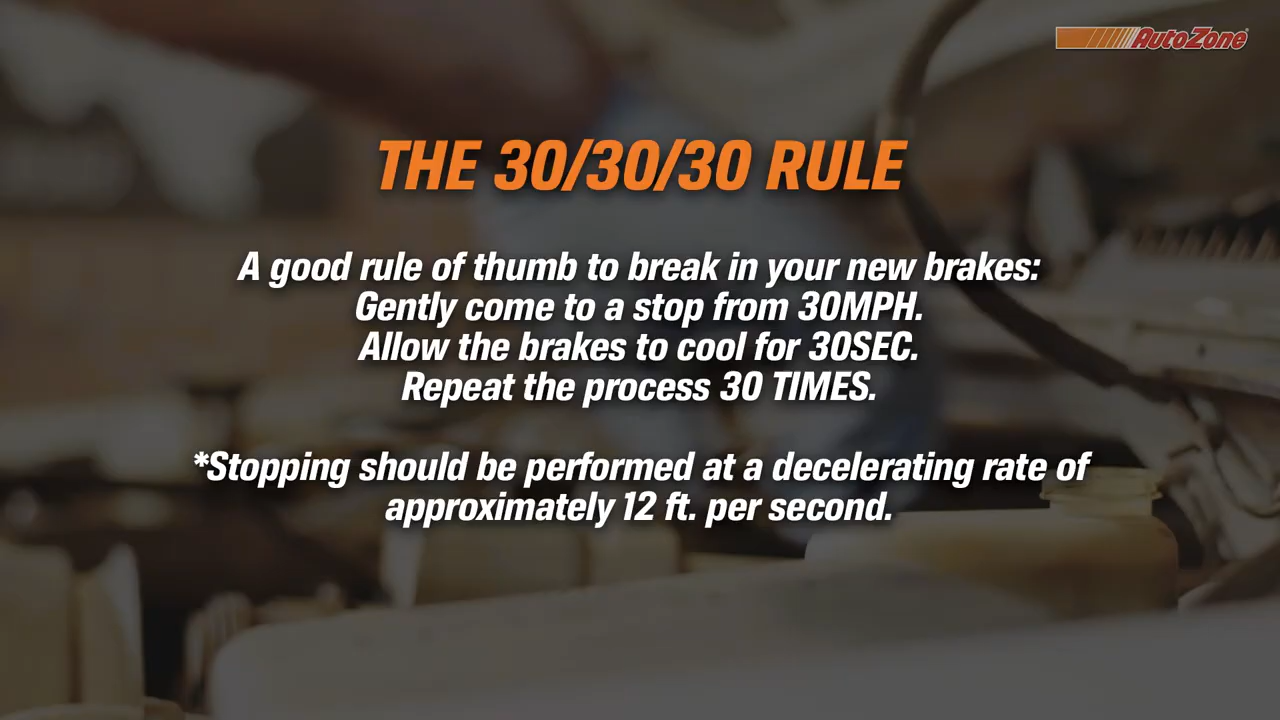 AutoZone
THE 30/30/30 RULE
A good rule of thumb to break in your new brakes:
Gently come to a stop from 30MPH.
Allow the brakes to cool for 30SEC.
Repeat the process 30 TIMES.
*Stopping should be performed at a decelerating rate of
approximately 12 ft. per second.